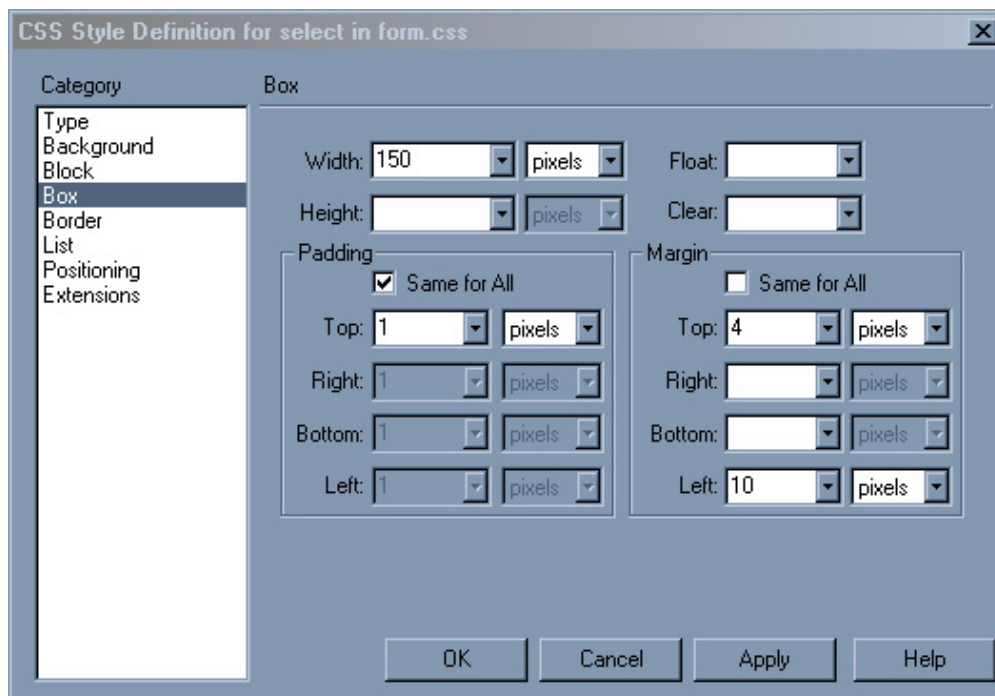 CSS Style Definition for select in form.css
Category
Box
Type
Background
Block
Box
Border
List
Positioning
Extensions
Width: 150 pixels
Float:
Height: pixels
Clear:
Padding
Same for All
Top: 1 pixels
Right: 1 pixels
Bottom: 1 pixels
Left: 1 pixels
Margin
Same for All
Top: 4 pixels
Right: pixels
Bottom: pixels
Left: 10 pixels
OK
Cancel
Apply
Help